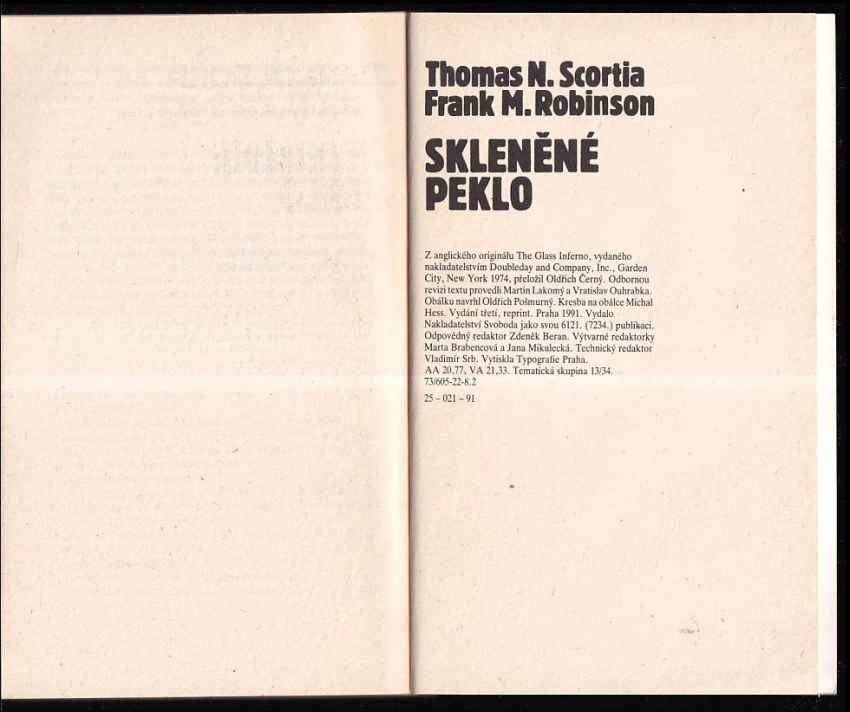 Thomas N. Scortia
Frank M. Robinson
SKLENĚNÉ
PEKLO
Z anglického originálu The Glass Inferno, vydaného
nakladatelstvím Doubleday and Company, Inc., Garden
City, New York 1974, přeložil Oldřich Černý. Odbornou
revizi textu provedli Martin Lakomý a Vratislav Ouhrabka.
Obálku navrhl Oldřich Pošmurný. Kresba na obálce Michal
Hess. Vydání třetí, reprint. Praha 1991. Vydalo
Nakladatelství Svoboda jako svou 6121. (7234.) publikaci.
Odpovědný redaktor Zdeněk Beran. Výtvarné redaktorky
Marta Brabencová a Jana Mikulecká. Technický redaktor
Vladimír Srb. Vytiskla Typografie Praha.
AA 20,77, VA 21,33. Tematická skupina 13/34.
73/605-22-8.2
25 – 021 – 91